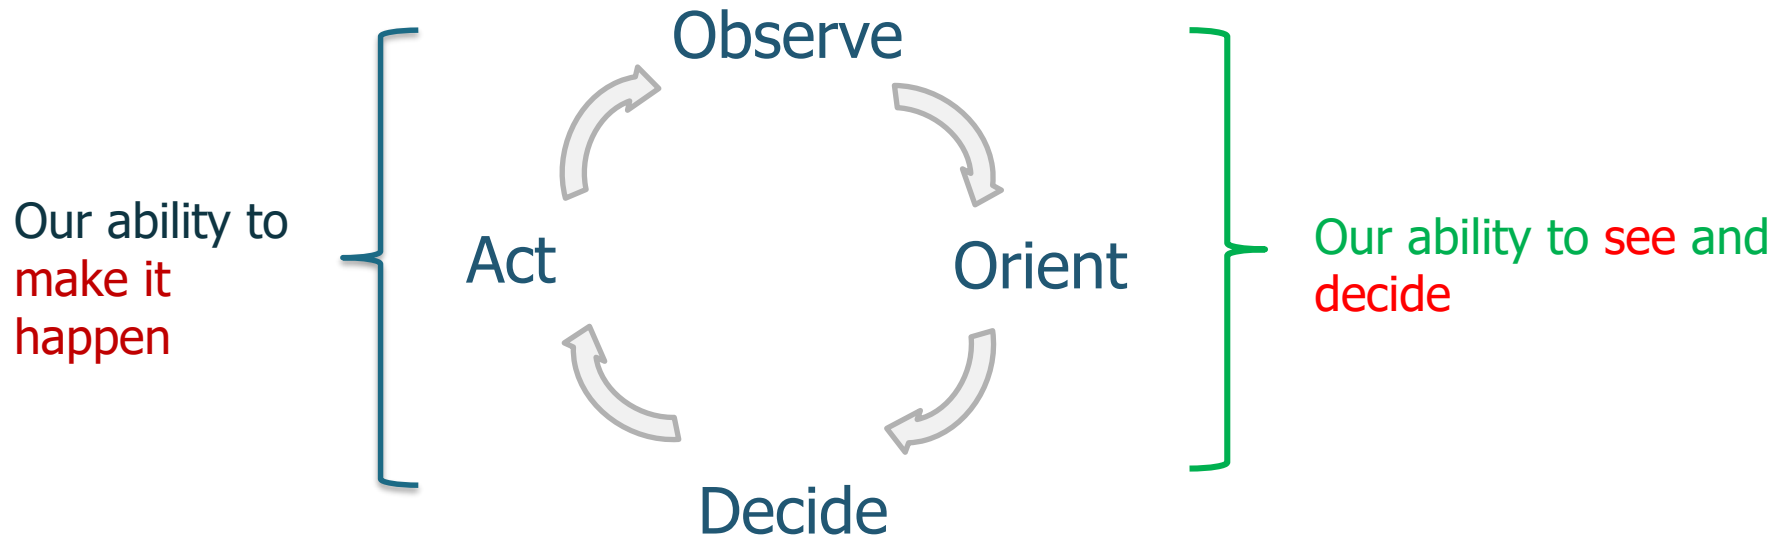 Observe
Our ability to
make it
happen
Act
Orient
Our ability to see and
decide
Decide